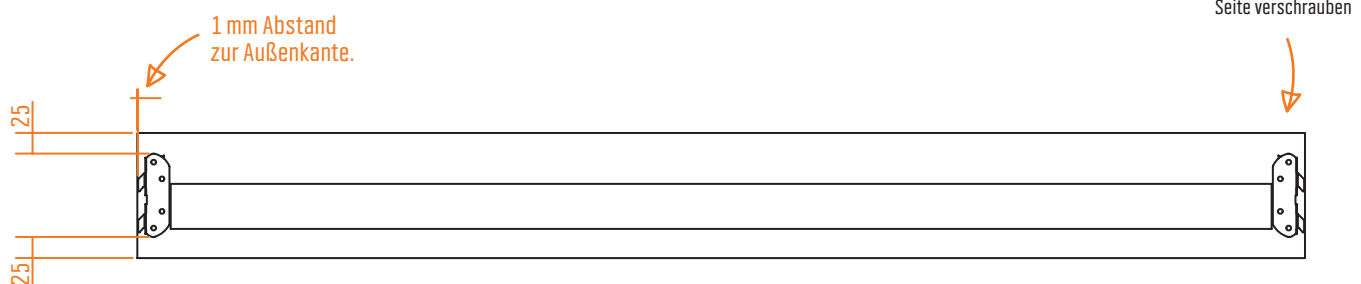 Seite verschrauben
1 mm Abstand
zur Außenkante.
25
25